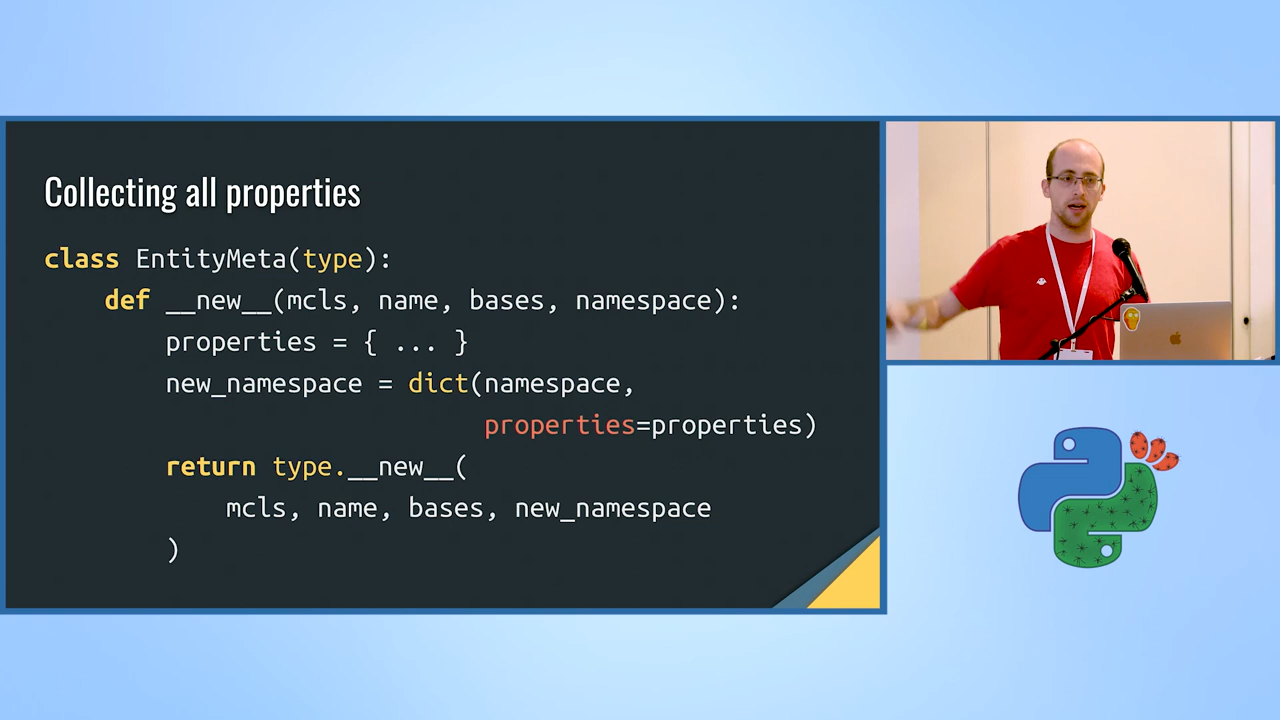 Collecting all properties
class EntityMeta(type):
    def __new__(mcls, name, bases, namespace):
        properties = { ... }
        new_namespace = dict(namespace,
                             properties=properties)
        return type.__new__(
            mcls, name, bases, new_namespace
        )